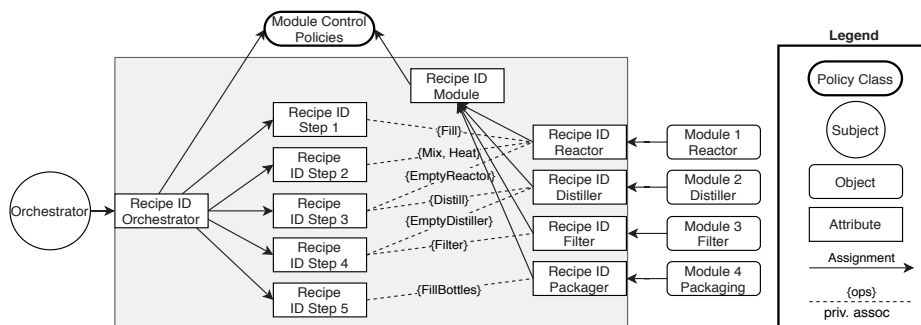 Module Control
Policies
Legend
Policy Class
Subject
Object
Attribute
Assignment
{ops}
priv. assoc
Recipe ID
Module
Recipe
ID Step 1
{Fill}
Recipe ID
Reactor
Module 1
Reactor
Recipe
ID Step 2
{Mix, Heat}
{EmptyReactor}
Recipe ID
Distiller
Module 2
Distiller
Orchestrator
Recipe ID
Orchestrator
Recipe
ID Step 3
{Distill}
{EmptyDistiller}
Recipe ID
Filter
Module 3
Filter
Recipe
ID Step 4
{Filter}
Recipe ID
Packager
Module 4
Packaging
Recipe
ID Step 5
{FillBottles}